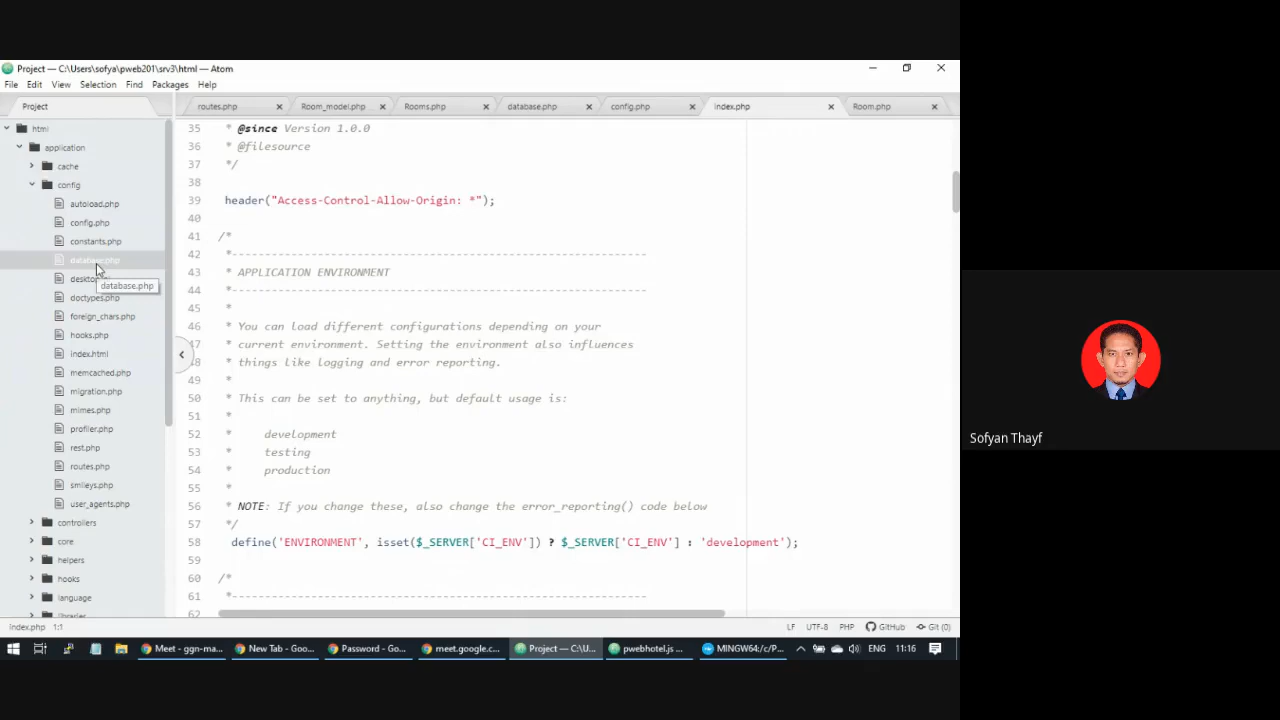 Project — C:\Users\sofya\pweb201\srv3\html — Atom
File Edit View Selection Find Packages Help
Project
routes.php
Room_model.php
Rooms.php
database.php
config.php
index.php
Room.php
html
application
cache
config
autoload.php
config.php
constants.php
database.php
database.php
doctypes.php
foreign_chars.php
hooks.php
index.html
memcached.php
migration.php
mimes.php
profiler.php
rest.php
routes.php
smileys.php
user_agents.php
controllers
core
helpers
hooks
language
libraries
35 * @since Version 1.0.0
36 * @filesource
37 */
38
39 header("Access-Control-Allow-Origin: *");
40
41 /*
42 *---------------------------------------------------------------
43 * APPLICATION ENVIRONMENT
44 *---------------------------------------------------------------
45 *
46 * You can load different configurations depending on your
47 * current environment. Setting the environment also influences
48 * things like logging and error reporting.
49 *
50 * This can be set to anything, but default usage is:
51 *
52 * development
53 * testing
54 * production
55 *
56 * NOTE: If you change these, also change the error_reporting() code below
57 */
58 define('ENVIRONMENT', isset($_SERVER['CI_ENV']) ? $_SERVER['CI_ENV'] : 'development');
59
60 /*
61 *---------------------------------------------------------------
62
index.php 1:1
LF UTF-8 PHP GitHub Git (0)
Meet - ggn-ma...
New Tab - Goo...
Password - Go...
meet.google.c...
Project — C:\U...
pwebhotel.js ...
MINGW64:/c/P...
ENG 11:16
Sofyan Thayf